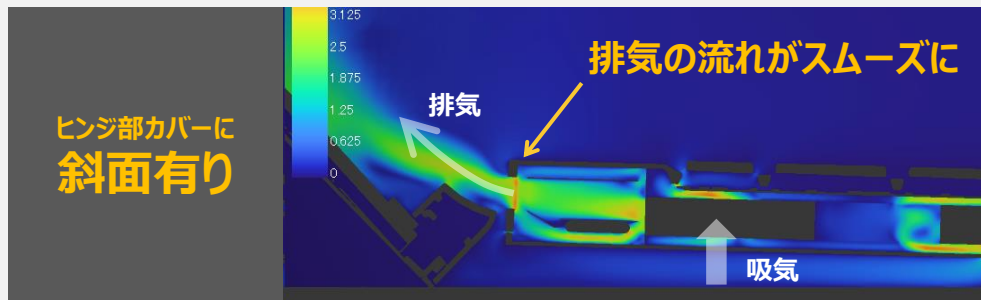 ヒンジ部カバーに
斜面有り
3.125
2.5
1.875
1.25
0.625
0
排気の流れがスムーズに
排気
吸気